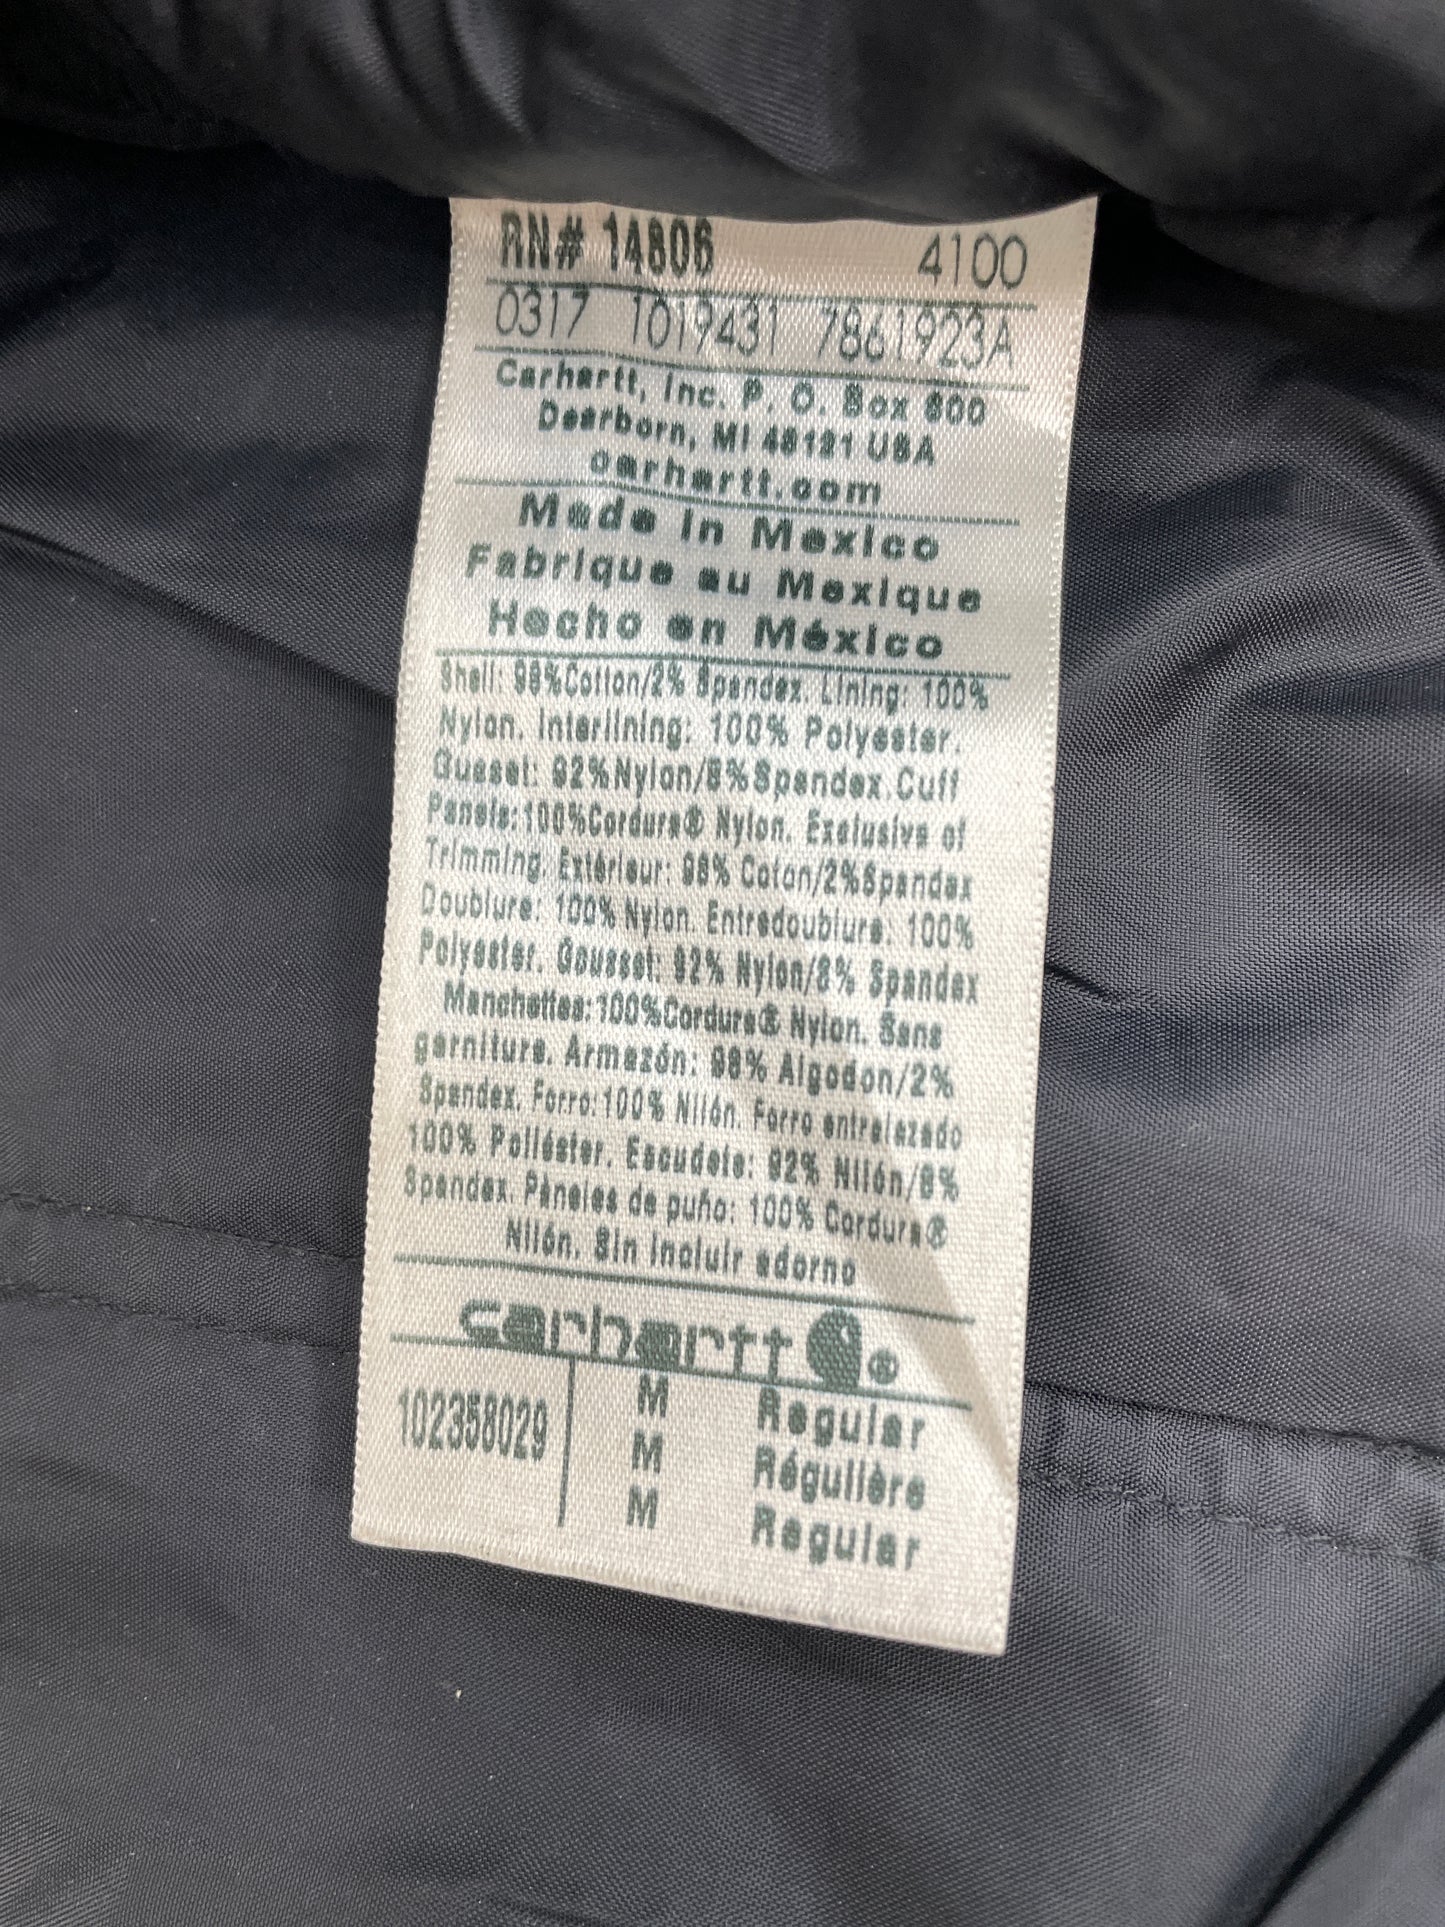 RN# 14806 4100
0317 1019431 7861923A
Carhartt, Inc. P. O. Box 600
Dearborn, MI 48121 USA
carhartt.com
Made in Mexico
Fabrique au Mexique
Hecho en México
Shell: 98%Cotton/2% Spandex. Lining: 100%
Nylon. Interlining: 100% Polyester.
Gusset: 92%Nylon/8%Spandex.Cuff
Panels:100%Cordura® Nylon. Exclusive of
Trimming. Extérieur: 98% Coton/2%Spandex
Doublure: 100% Nylon. Entredoublure. 100%
Polyester. Gousset: 92% Nylon/8% Spandex
Manchettes:100%Cordura® Nylon. Sans
garniture. Armazón: 98% Algodon/2%
Spandex. Forro:100% Nilón. Forro entrelazado
100% Poliéster. Escudete: 92% Nilón/8%
Spandex. Pàneles de puño: 100% Cordura®
Nilón. Sin incluir adorno
carhartt ®
102358029 M Regular
M Régulière
M Regular